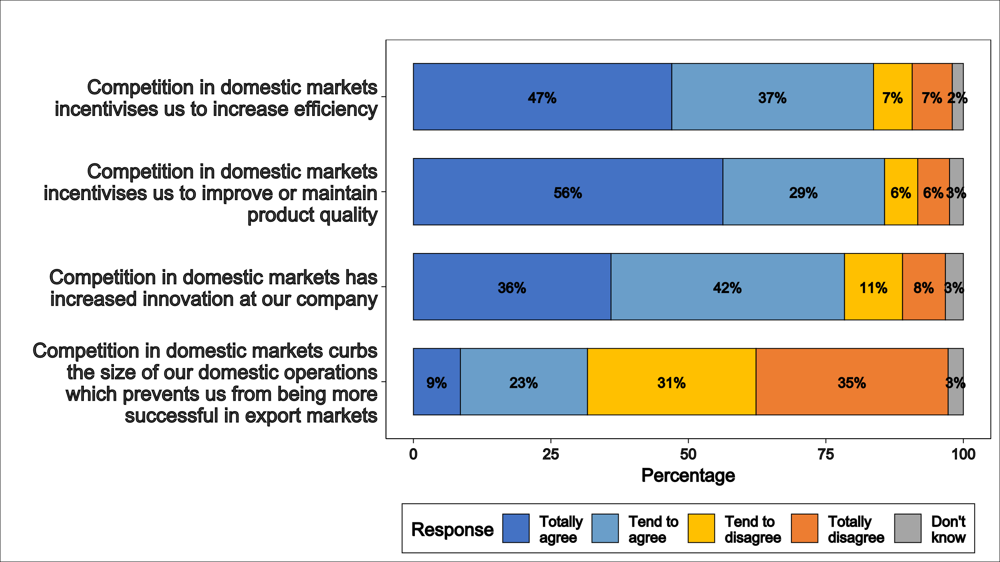 Competition in domestic markets
incentivises us to increase efficiency
47% 37% 7% 7% 2%
Competition in domestic markets
incentivises us to improve or maintain
product quality
56% 29% 6% 6% 3%
Competition in domestic markets has
increased innovation at our company
36% 42% 11% 8% 3%
Competition in domestic markets curbs
the size of our domestic operations
which prevents us from being more
successful in export markets
9% 23% 31% 35% 3%
0 25 50 75 100
Percentage
Response
Totally
agree
Tend to
agree
Tend to
disagree
Totally
disagree
Don't
know